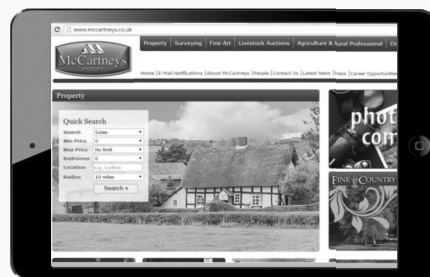 www.mccartneys.co.uk
Property Surveying Fine Art Livestock Auctions Agriculture & Rural Professional
McCartneys
Home |E-Mail Notifications |About McCartneys |People |Contact Us |Latest News |Press |Career Opportunities
Property
Quick Search
Search Sales
Min Price 0
Max Price No limit
Bedrooms 0
Location e.g. Ludlow
Radius 10 miles
Search »
phot
com
FINE & COUNTRY